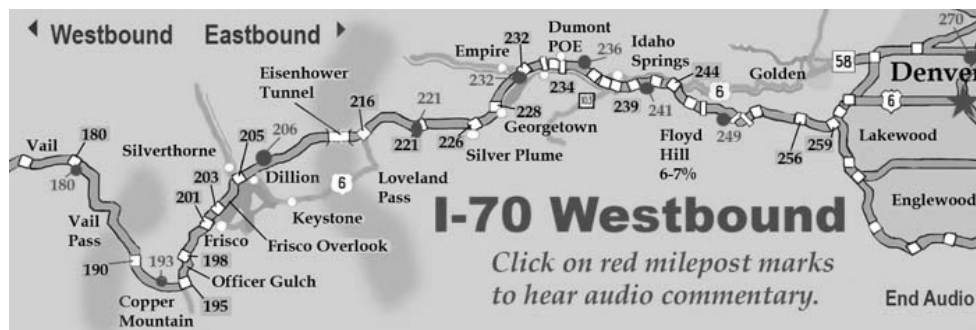 Westbound Eastbound
Dumont
POE
270
Empire
232
236
Idaho
Springs
58
Denver
Eisenhower
Tunnel
232
234
244
Golden
6
103
239
241
6
216
221
228
Georgetown
Vail
180
205
206
221
226
Floyd
Hill
6-7%
249
256
259
Lakewood
Silverthorne
Silver Plume
180
203
Dillion
6
Loveland
Pass
201
Keystone
I-70 Westbound
Englewood
Vail
Pass
Frisco
Frisco Overlook
190
193
198
Officer Gulch
Click on red milepost marks
to hear audio commentary.
Copper
Mountain
195
End Audio